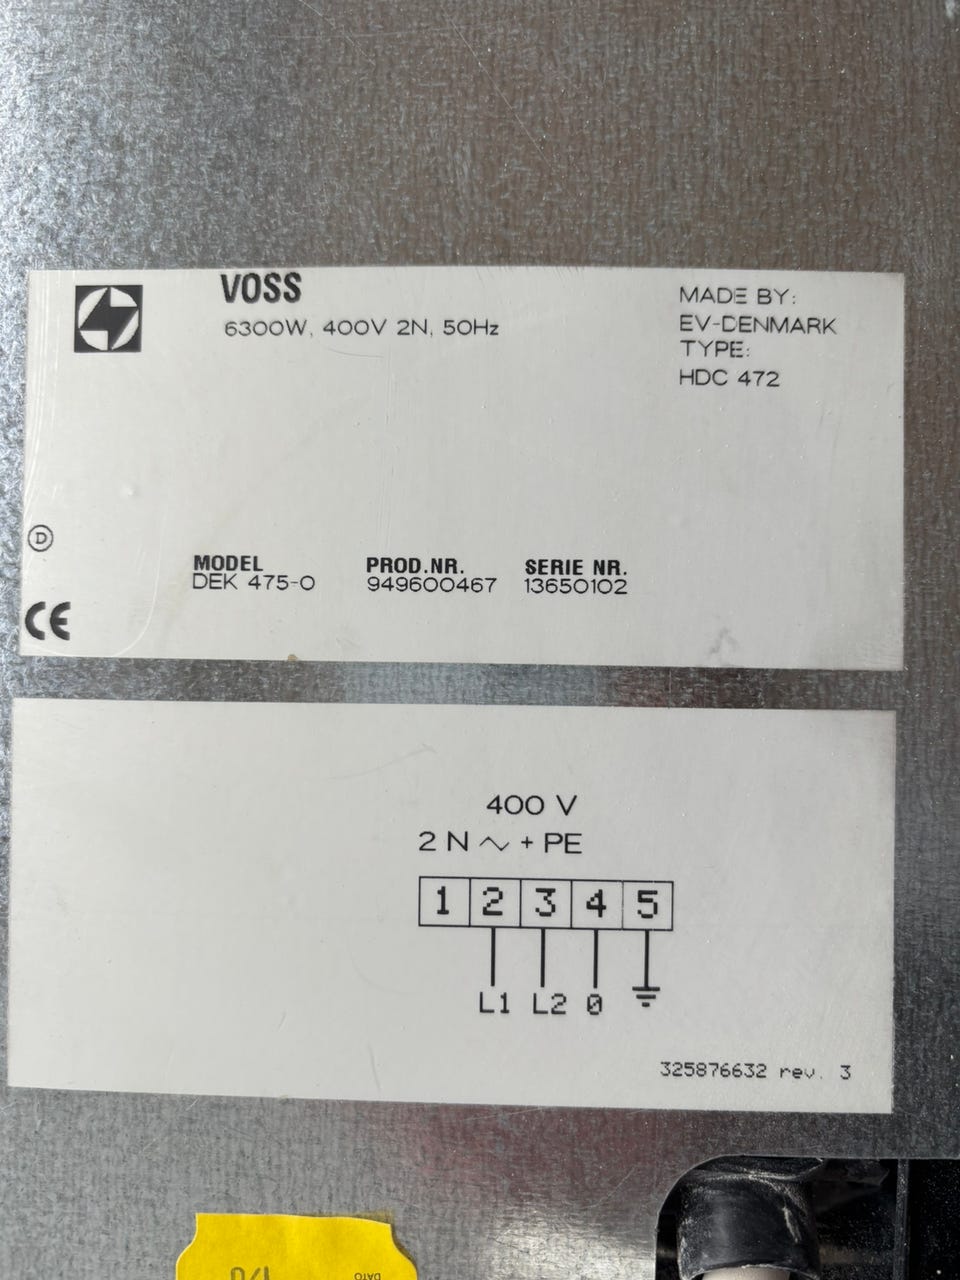 VOSS
6300W, 400V 2N, 50Hz
MADE BY:
EV-DENMARK
TYPE:
HDC 472
D
MODEL PROD.NR. SERIE NR.
DEK 475-0 949600467 13650102
CE
400 V
2 N ~ + PE
1 2 3 4 5
L1 L2 0
325876632 rev. 3
DATO